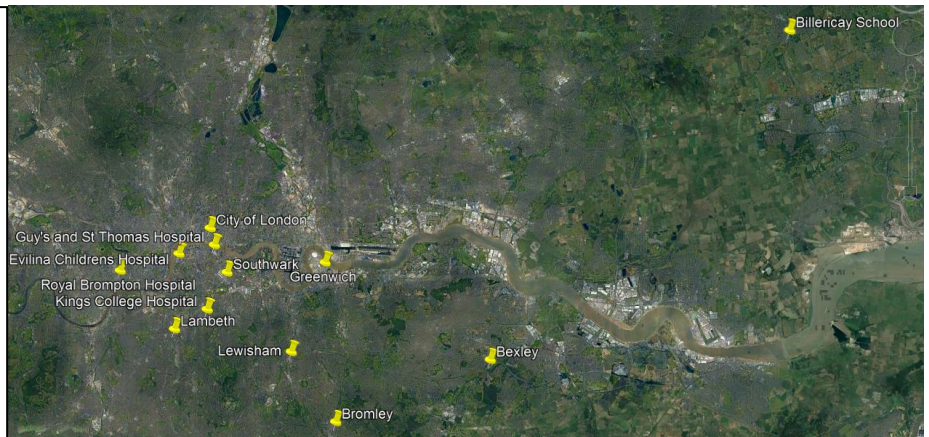 Billericay School
City of London
Guy's and St Thomas Hospital
Evilina Childrens Hospital
Southwark
Greenwich
Royal Brompton Hospital
Kings College Hospital
Lambeth
Lewisham
Bexley
Bromley